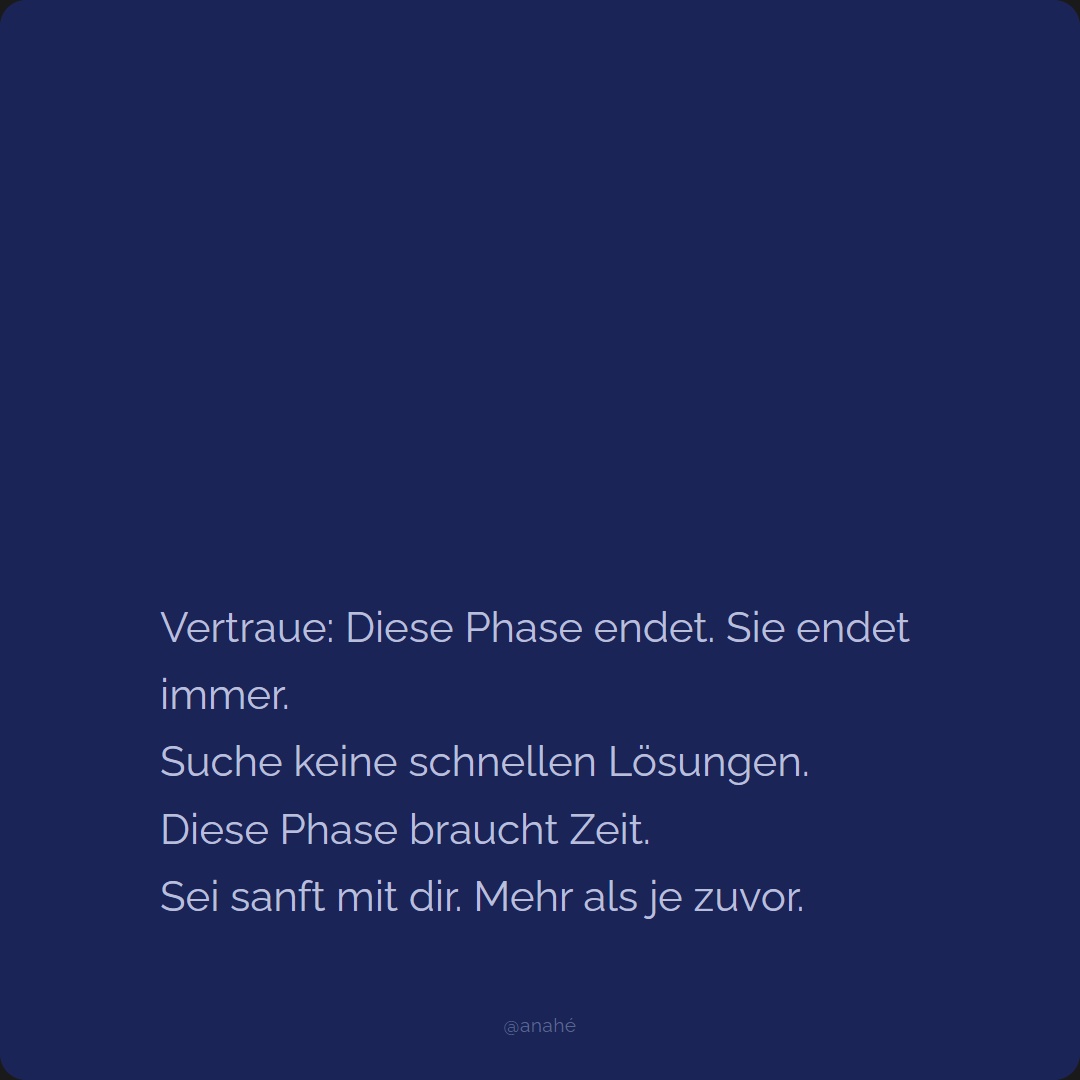 Vertraue: Diese Phase endet. Sie endet
immer.
Suche keine schnellen Lösungen.
Diese Phase braucht Zeit.
Sei sanft mit dir. Mehr als je zuvor.
@anahé